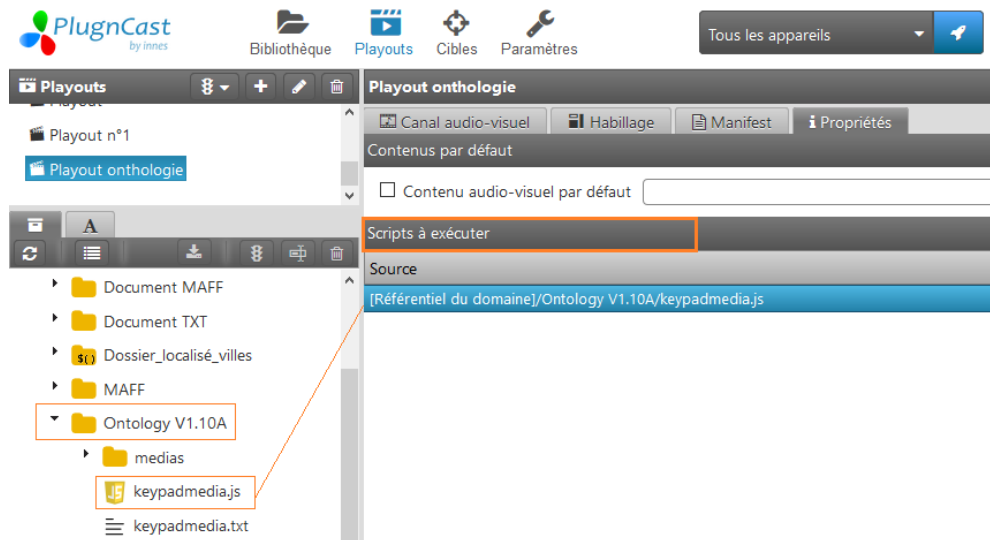 PlugnCast
by innes
Bibliothèque
Playouts
Cibles
Paramètres
Tous les appareils
Playouts
Playout
Playout n°1
Playout onthologie
A
Document MAFF
Document TXT
$() Dossier_localisé_villes
MAFF
Ontology V1.10A
medias
JS keypadmedia.js
keypadmedia.txt
Playout onthologie
Canal audio-visuel
Habillage
Manifest
i Propriétés
Contenus par défaut
Contenu audio-visuel par défaut
Scripts à exécuter
Source
[Référentiel du domaine]/Ontology V1.10A/keypadmedia.js